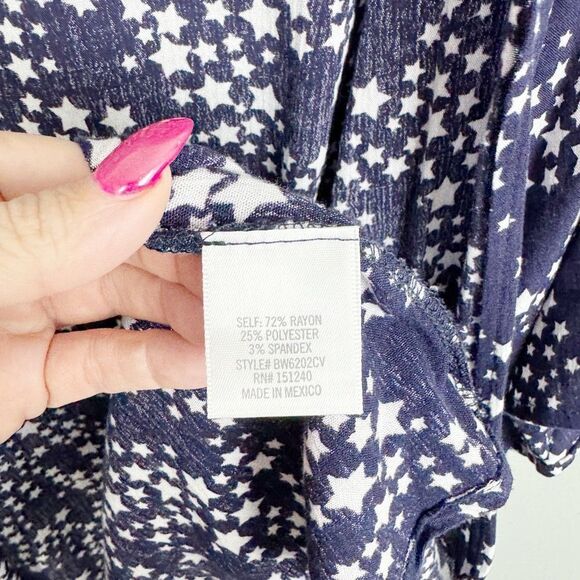 SELF: 72% RAYON
25% POLYESTER
3% SPANDEX
STYLE# BW6202CV
RN# 151240
MADE IN MEXICO